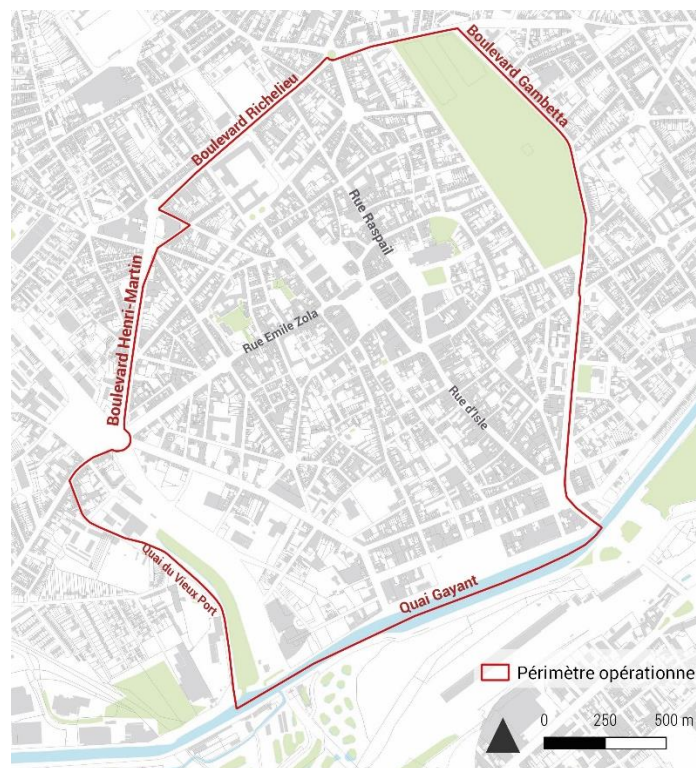 Boulevard Gambetta
Boulevard Richelieu
Rue Raspail
Boulevard Henri-Martin
Rue Emile Zola
Rue d'Isle
Quai du Vieux Port
Quai Gayant
Périmètre opérationne
0 250 500 m